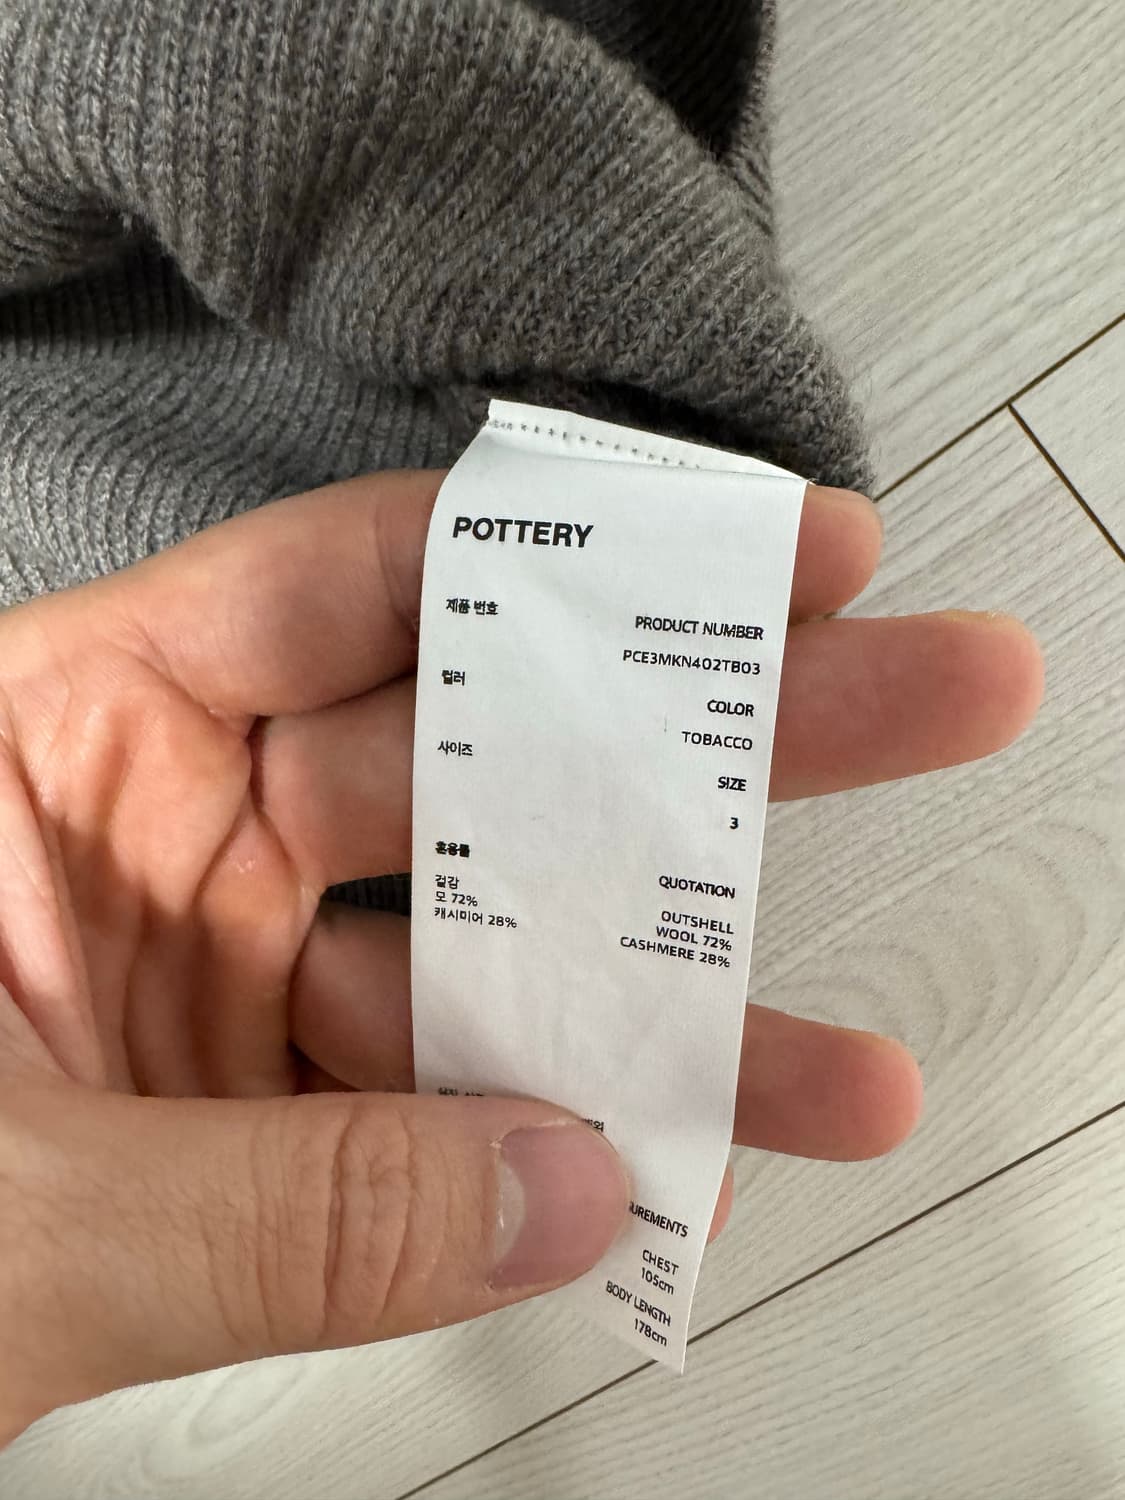 POTTERY
제품 번호
PRODUCT NUMBER
PCE3MKN402TB03
컬러
COLOR
TOBACCO
사이즈
SIZE
3
혼용률
QUOTATION
겉감
모 72%
캐시미어 28%
OUTSHELL
WOOL 72%
CASHMERE 28%
CHEST
105cm
BODY LENGTH
178cm